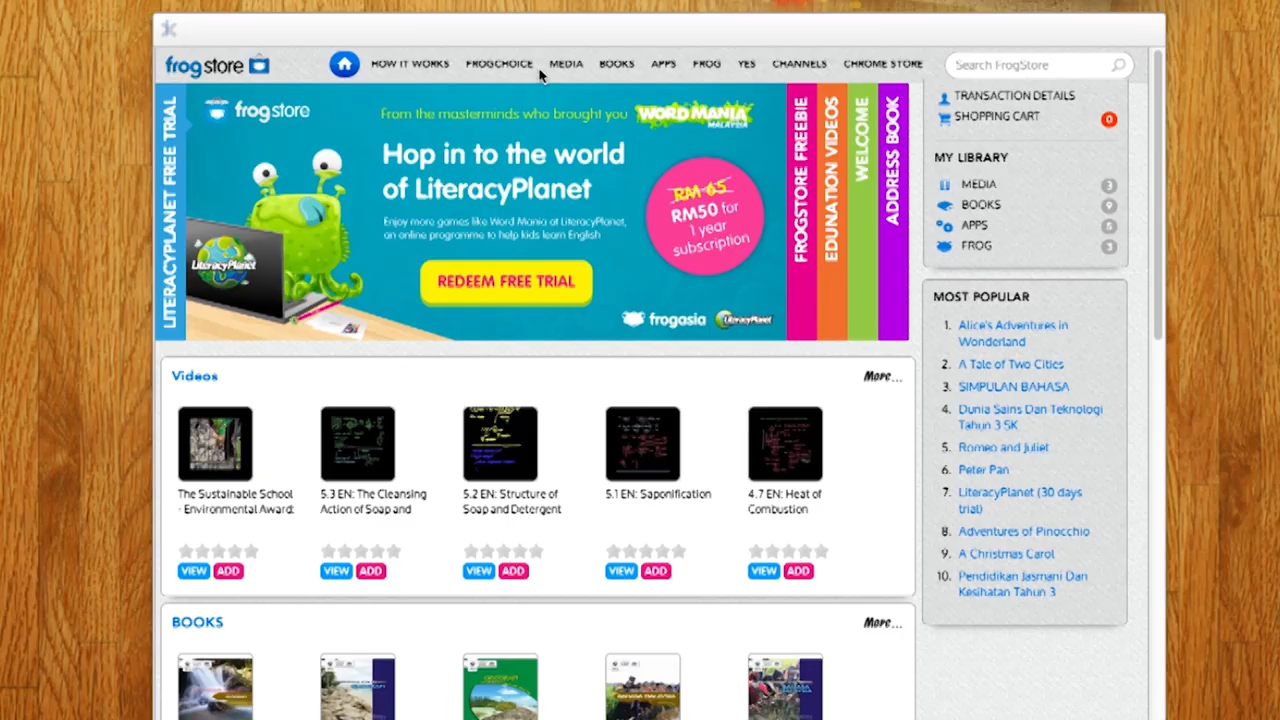 frogstore
HOW IT WORKS
FROGCHOICE
MEDIA
BOOKS
APPS
FROG
YES
CHANNELS
CHROME STORE
Search FrogStore
LITERACYPLANET FREE TRIAL
frogstore
From the masterminds who brought you WORD MANIA
MALAYSIA
Hop in to the world
of LiteracyPlanet
Enjoy more games like Word Mania at LiteracyPlanet,
an online programme to help kids learn English
REDEEM FREE TRIAL
RM 65
RM50 for
1 year
subscription
LiteracyPlanet
frogasia
LiteracyPlanet
FROGSTORE FREEBIE
EDUNATION VIDEOS
WELCOME
ADDRESS BOOK
TRANSACTION DETAILS
SHOPPING CART
0
MY LIBRARY
MEDIA 3
BOOKS 9
APPS 5
FROG 3
MOST POPULAR
1. Alice's Adventures in
Wonderland
2. A Tale of Two Cities
3. SIMPULAN BAHASA
4. Dunia Sains Dan Teknologi
Tahun 3 SK
5. Romeo and Juliet
6. Peter Pan
7. LiteracyPlanet (30 days
trial)
8. Adventures of Pinocchio
9. A Christmas Carol
10. Pendidikan Jasmani Dan
Kesihatan Tahun 3
Videos
More...
The Sustainable School
- Environmental Award:
VIEW ADD
5.3 EN: The Cleansing
Action of Soap and
VIEW ADD
5.2 EN: Structure of
Soap and Detergent
VIEW ADD
5.1 EN: Saponification
VIEW ADD
4.7 EN: Heat of
Combustion
VIEW ADD
BOOKS
More...